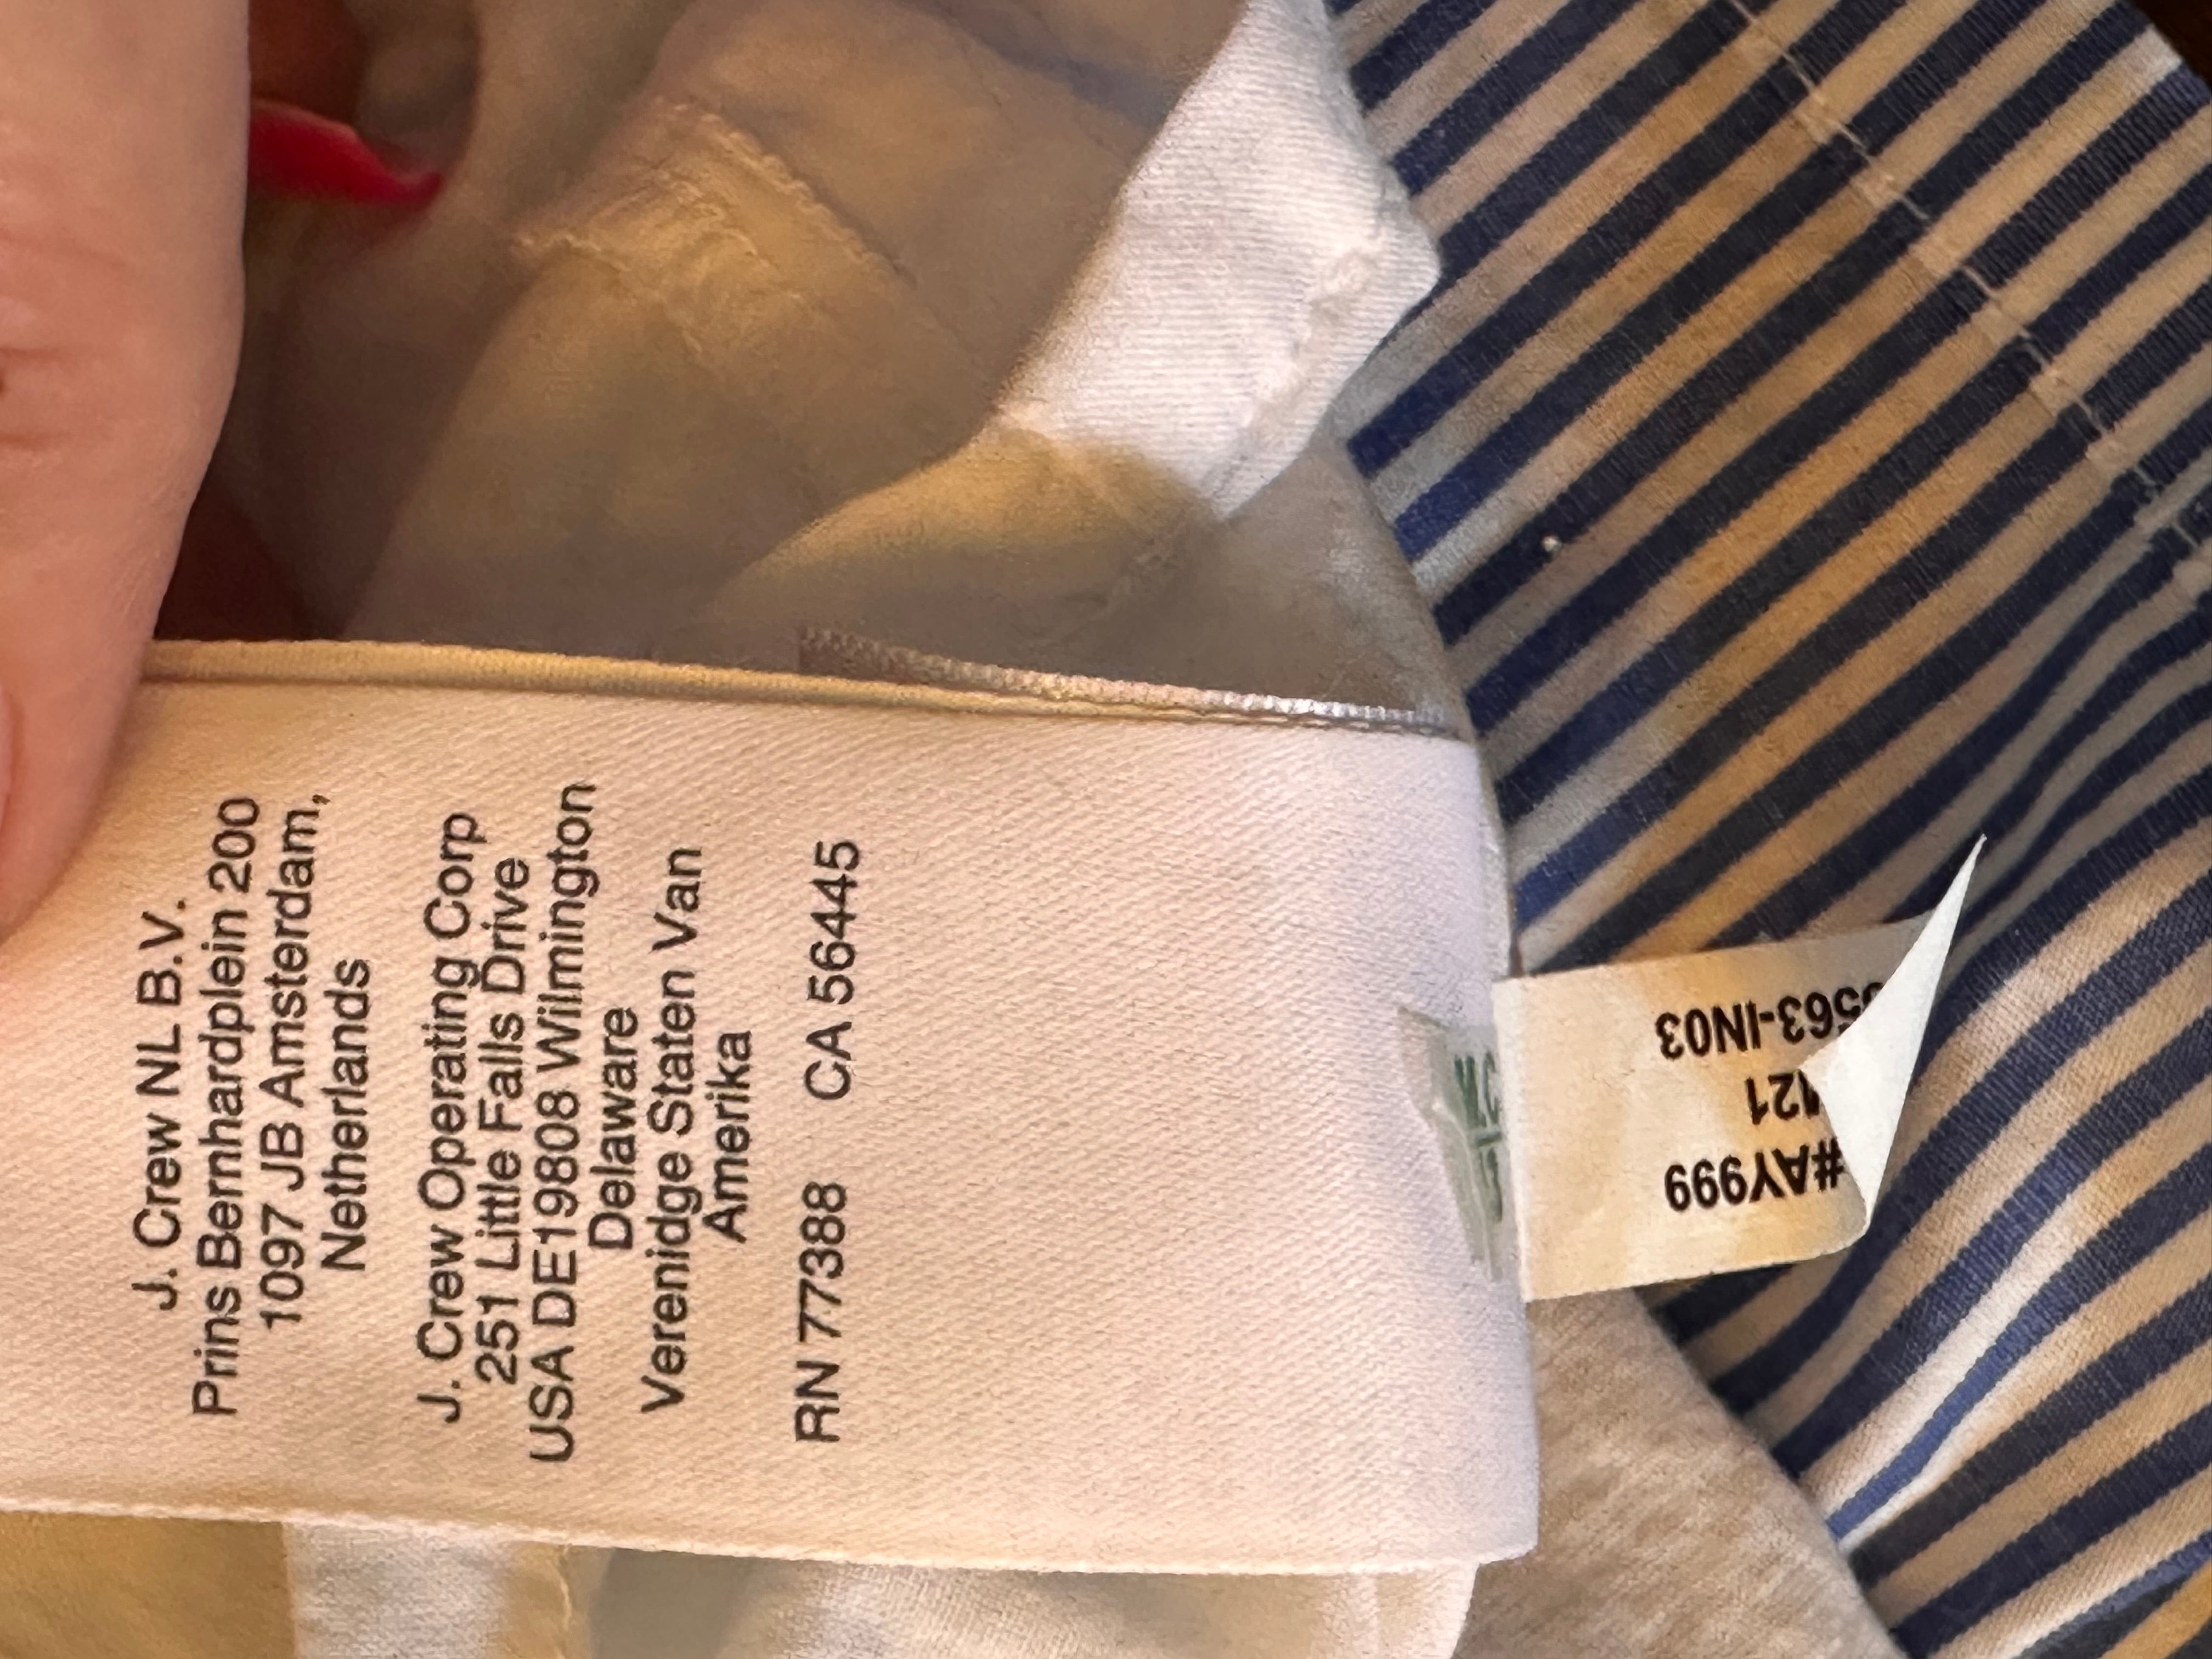 J. Crew NL B.V.
Prins Bernhardplein 200
1097 JB Amsterdam,
Netherlands
J. Crew Operating Corp
251 Little Falls Drive
USA DE19808 Wilmington
Delaware
Verenidge Staten Van
Amerika
RN 77388 CA 56445
#AY999
563-IN03